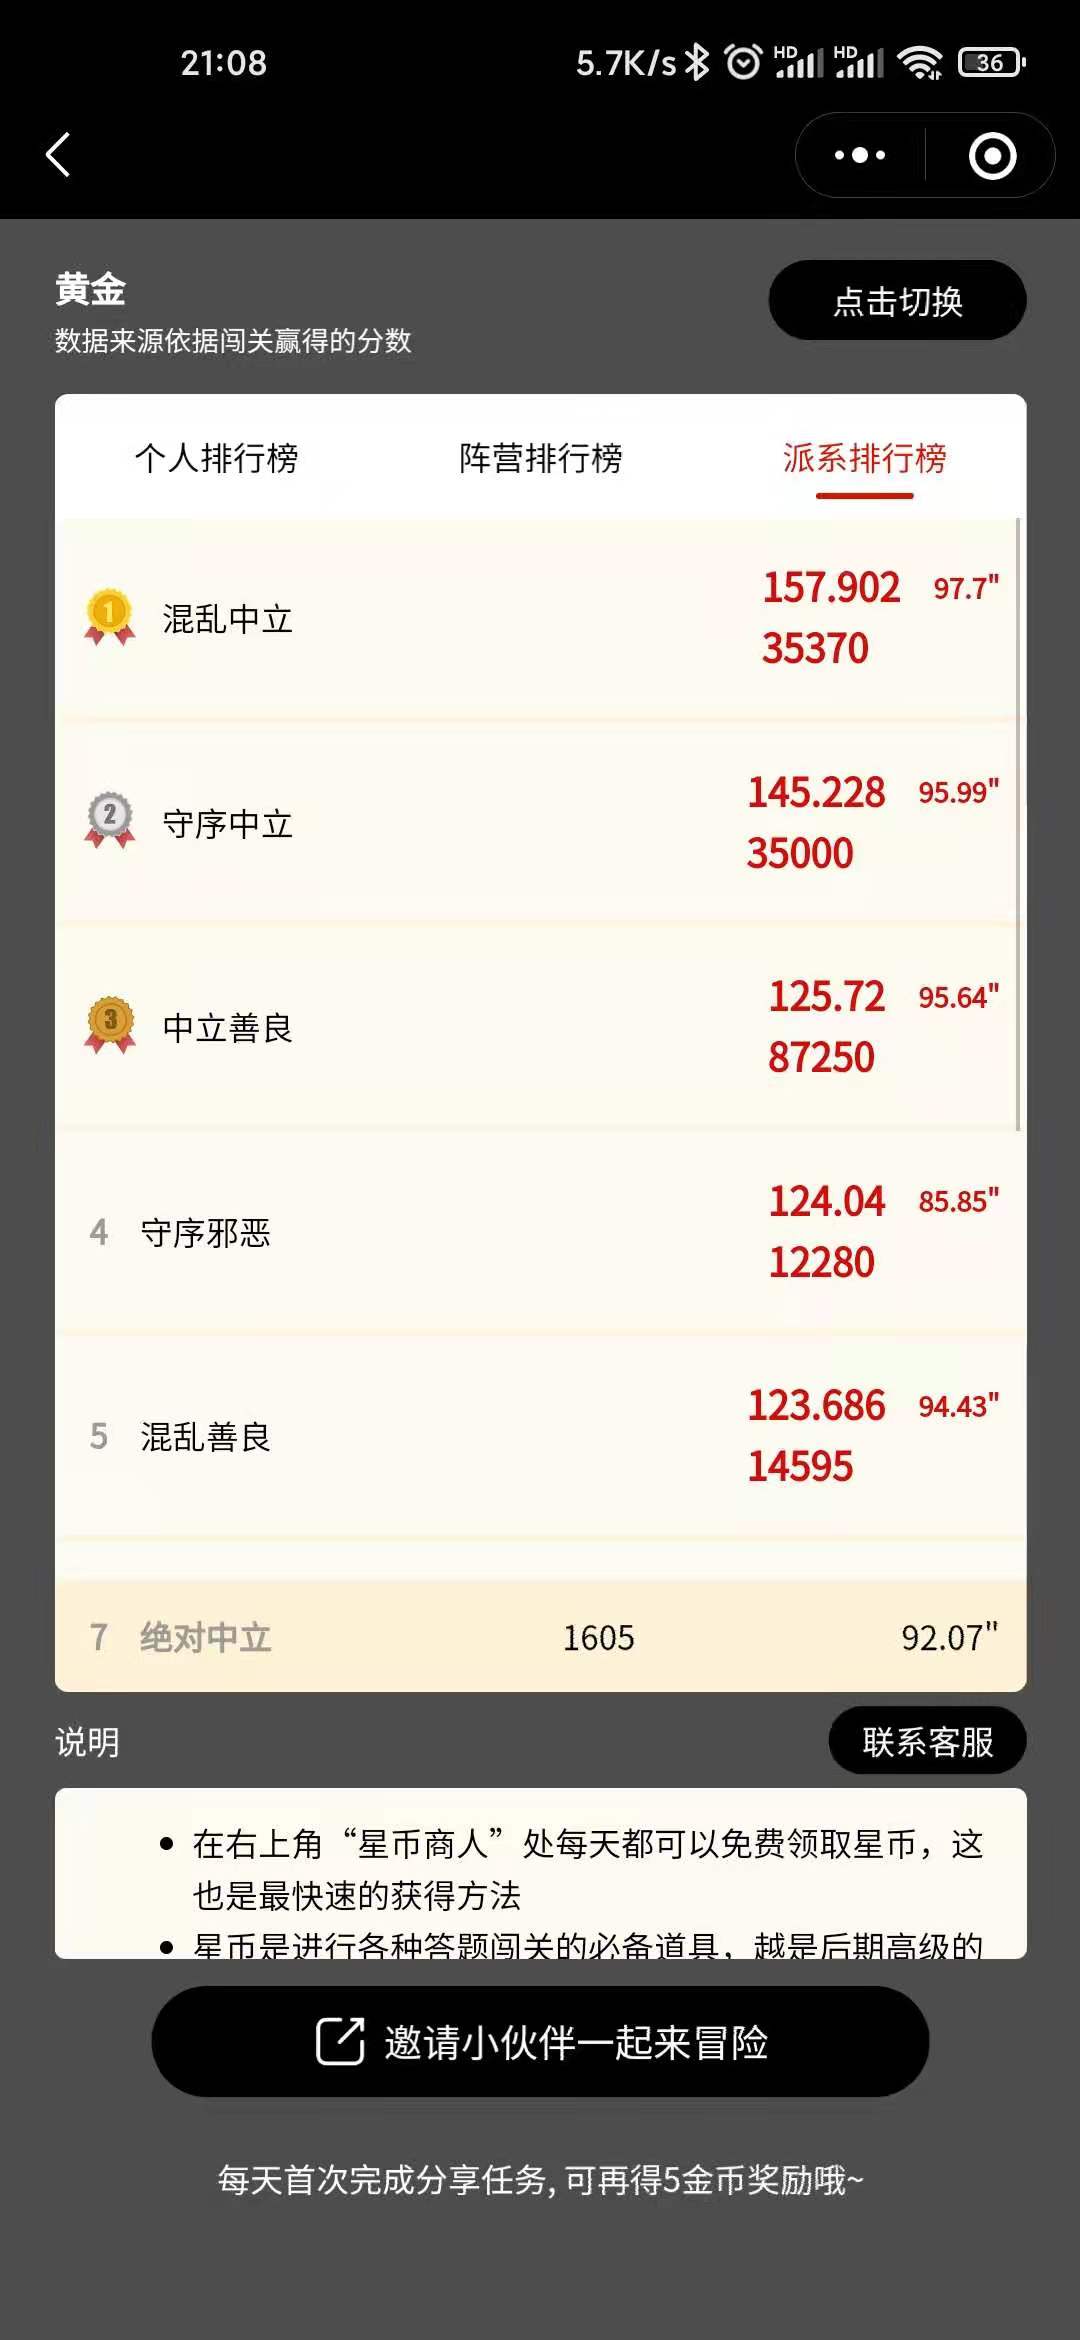 21:08
5.7K/s HD HD 36
黄金
点击切换
数据来源依据闯关赢得的分数
个人排行榜 阵营排行榜 派系排行榜
1 混乱中立 157.902 97.7"
35370
2 守序中立 145.228 95.99"
35000
3 中立善良 125.72 95.64"
87250
4 守序邪恶 124.04 85.85"
12280
5 混乱善良 123.686 94.43"
14595
7 绝对中立 1605 92.07"
说明
联系客服
在右上角“星币商人”处每天都可以免费领取星币，这
也是最快速的获得方法
星币是进行各种答题闯关的必备道具，越是后期高级的
邀请小伙伴一起来冒险
每天首次完成分享任务, 可再得5金币奖励哦~